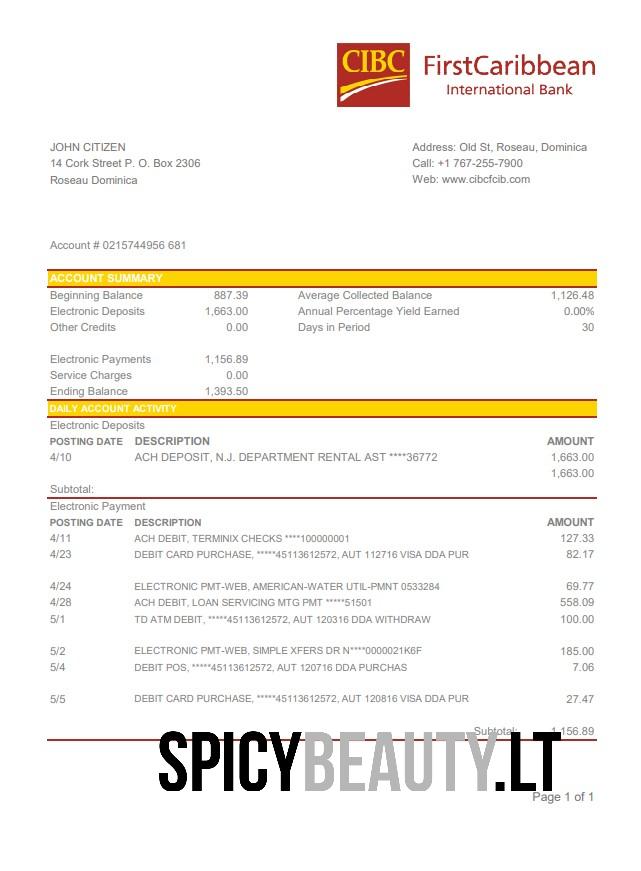 CIBC FirstCaribbean
International Bank
JOHN CITIZEN
14 Cork Street P. O. Box 2306
Roseau Dominica
Address: Old St, Roseau, Dominica
Call: +1 767-255-7900
Web: www.cibcfcib.com
Account # 0215744956 681
ACCOUNT SUMMARY
Beginning Balance 887.39 Average Collected Balance 1,126.48
Electronic Deposits 1,663.00 Annual Percentage Yield Earned 0.00%
Other Credits 0.00 Days in Period 30
Electronic Payments 1,156.89
Service Charges 0.00
Ending Balance 1,393.50
DAILY ACCOUNT ACTIVITY
Electronic Deposits
POSTING DATE DESCRIPTION AMOUNT
4/10 ACH DEPOSIT, N.J. DEPARTMENT RENTAL AST ****36772 1,663.00
1,663.00
Subtotal:
Electronic Payment
POSTING DATE DESCRIPTION AMOUNT
4/11 ACH DEBIT, TERMINIX CHECKS ****100000001 127.33
4/23 DEBIT CARD PURCHASE, *****45113612572, AUT 112716 VISA DDA PUR 82.17
4/24 ELECTRONIC PMT-WEB, AMERICAN-WATER UTIL-PMNT 0533284 69.77
4/28 ACH DEBIT, LOAN SERVICING MTG PMT *****51501 558.09
5/1 TD ATM DEBIT, *****45113612572, AUT 120316 DDA WITHDRAW 100.00
5/2 ELECTRONIC PMT-WEB, SIMPLE XFERS DR N****0000021K6F 185.00
5/4 DEBIT POS, *****45113612572, AUT 120716 DDA PURCHAS 7.06
5/5 DEBIT CARD PURCHASE, *****45113612572, AUT 120816 VISA DDA PUR 27.47
Subtotal: 1,156.89
SPICYBEAUTY.LT
Page 1 of 1